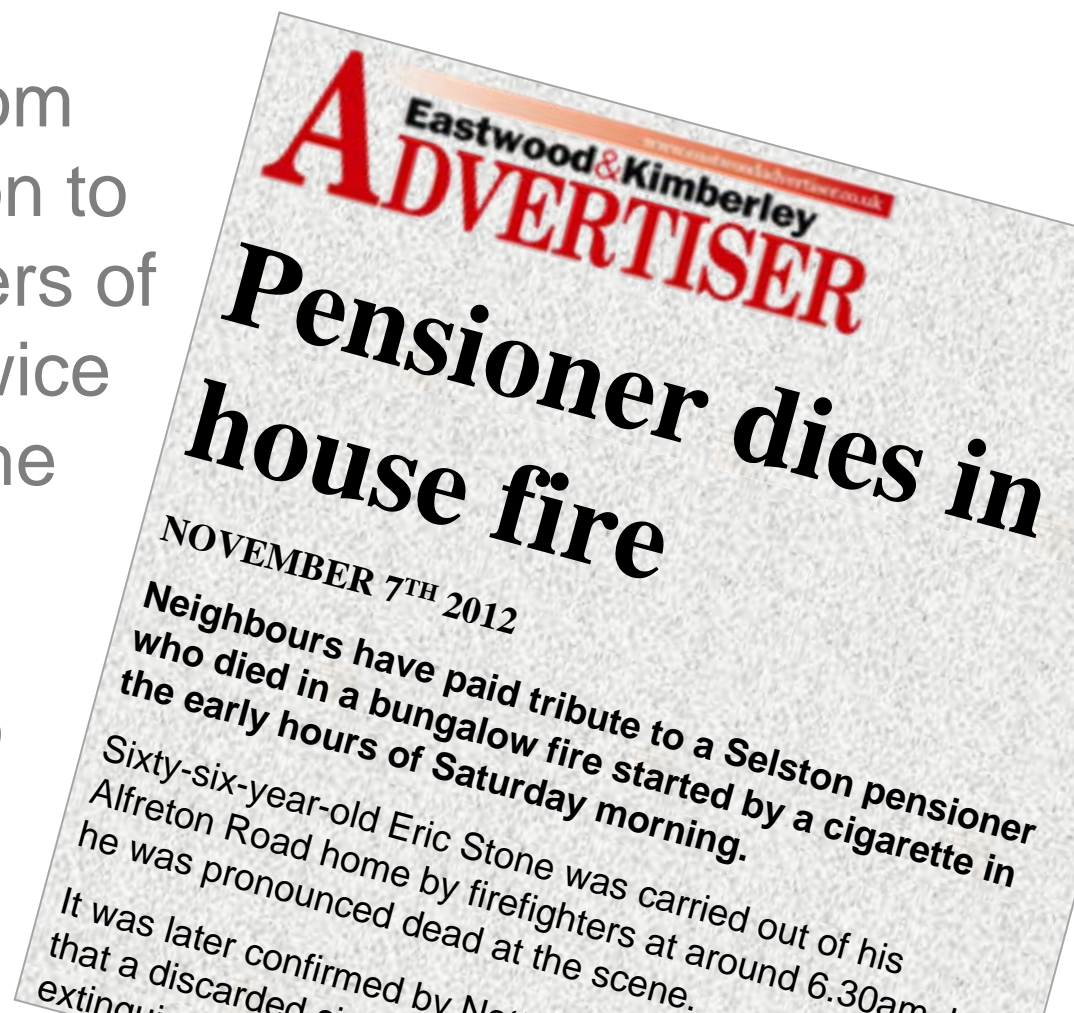 om
on to
ers of
vice
he
Eastwood&Kimberley
ADVERTISER
Pensioner dies in
house fire
NOVEMBER 7TH 2012
Neighbours have paid tribute to a Selston pensioner
who died in a bungalow fire started by a cigarette in
the early hours of Saturday morning.
Sixty-six-year-old Eric Stone was carried out of his
Alfreton Road home by firefighters at around 6.30am
he was pronounced dead at the scene.
It was later confirmed by
that a discarded